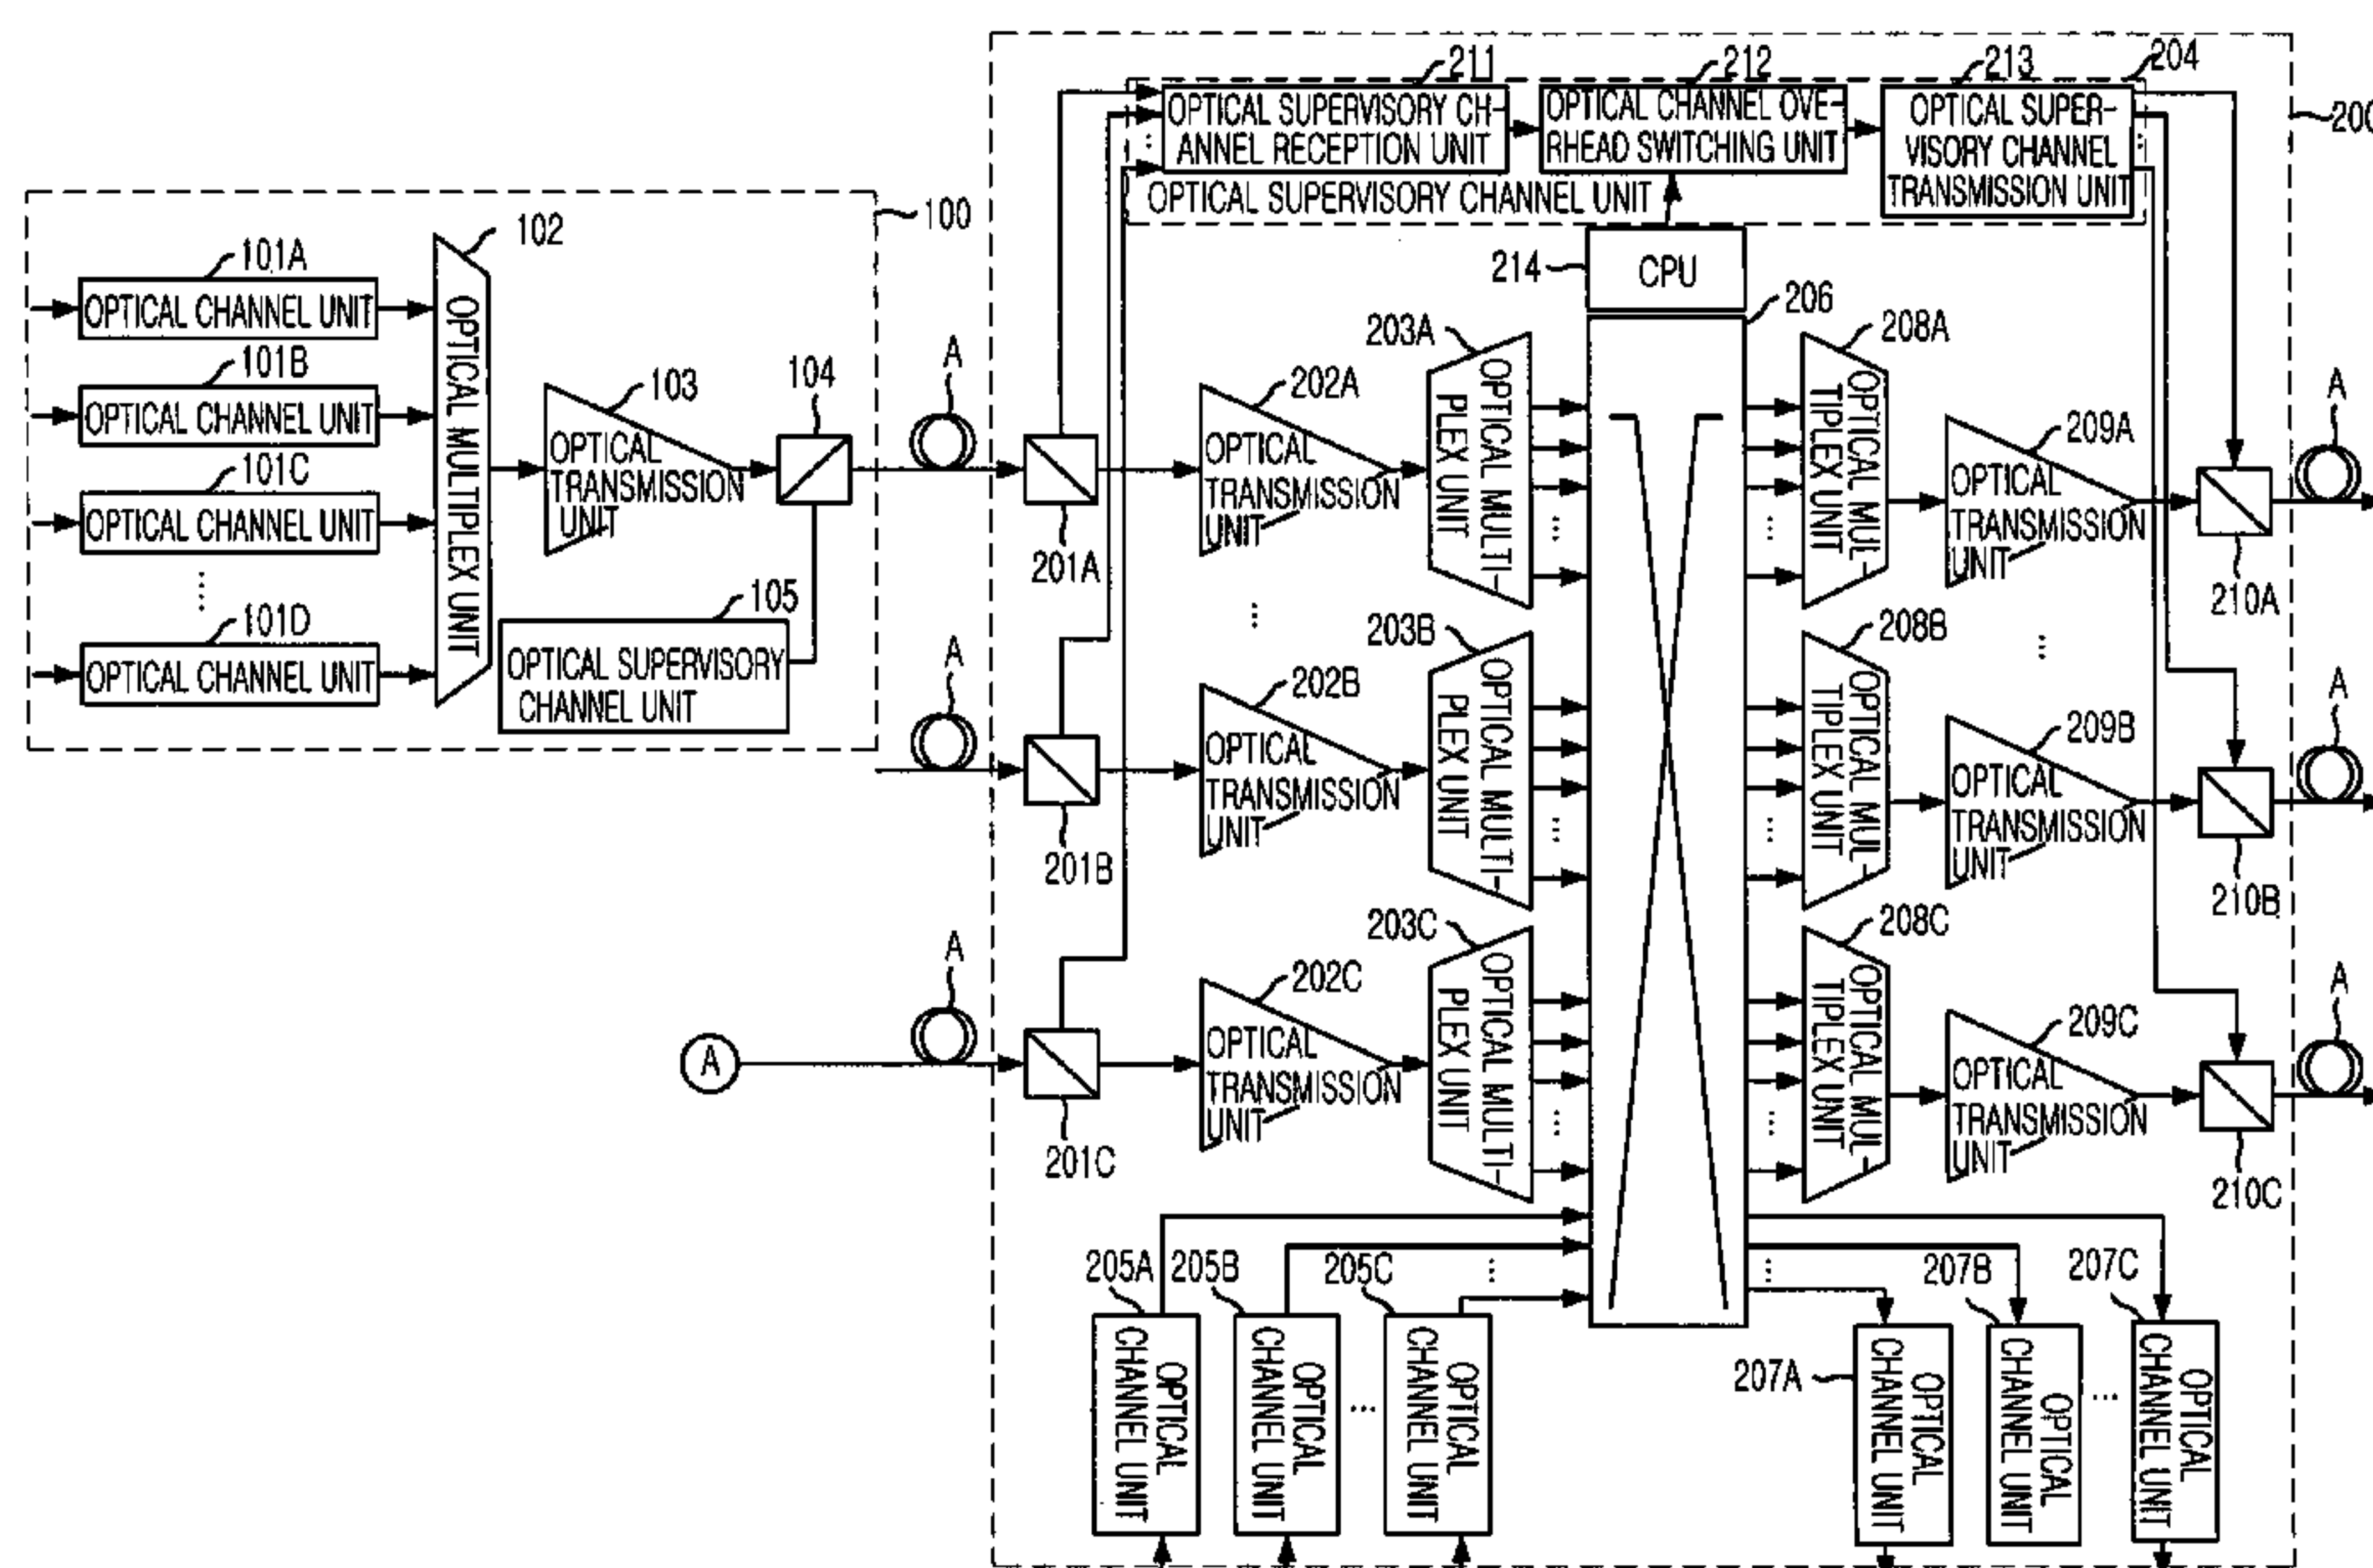 211
212
213
204
200
OPTICAL SUPERVISORY CH-
ANNEL RECEPTION UNIT
OPTICAL CHANNEL OVE-
RHEAD SWITCHING UNIT
OPTICAL SUPER-
VISORY CHANNEL
TRANSMISSION UNIT
OPTICAL SUPERVISORY CHANNEL UNIT
100
101A
OPTICAL CHANNEL UNIT
101B
OPTICAL CHANNEL UNIT
101C
OPTICAL CHANNEL UNIT
101D
OPTICAL CHANNEL UNIT
102
OPTICAL MULTIPLEX UNIT
103
OPTICAL
TRANSMISSION
UNIT
104
105
OPTICAL SUPERVISORY
CHANNEL UNIT
A
A
A
A
201A
201B
201C
202A
OPTICAL
TRANSMISSION
UNIT
202B
OPTICAL
TRANSMISSION
UNIT
202C
OPTICAL
TRANSMISSION
UNIT
203A
OPTICAL MULTI-
PLEX UNIT
203B
OPTICAL MULTI-
PLEX UNIT
203C
OPTICAL MULTI-
PLEX UNIT
214
CPU
206
208A
OPTICAL MUL-
TIPLEX UNIT
208B
OPTICAL MUL-
TIPLEX UNIT
208C
OPTICAL MUL-
TIPLEX UNIT
209A
OPTICAL
TRANSMISSION
UNIT
209B
OPTICAL
TRANSMISSION
UNIT
209C
OPTICAL
TRANSMISSION
UNIT
A
210A
A
210B
A
210C
205A
OPTICAL
CHANNEL UNIT
205B
OPTICAL
CHANNEL UNIT
205C
OPTICAL
CHANNEL UNIT
207A
OPTICAL
CHANNEL UNIT
207B
OPTICAL
CHANNEL UNIT
207C
OPTICAL
CHANNEL UNIT